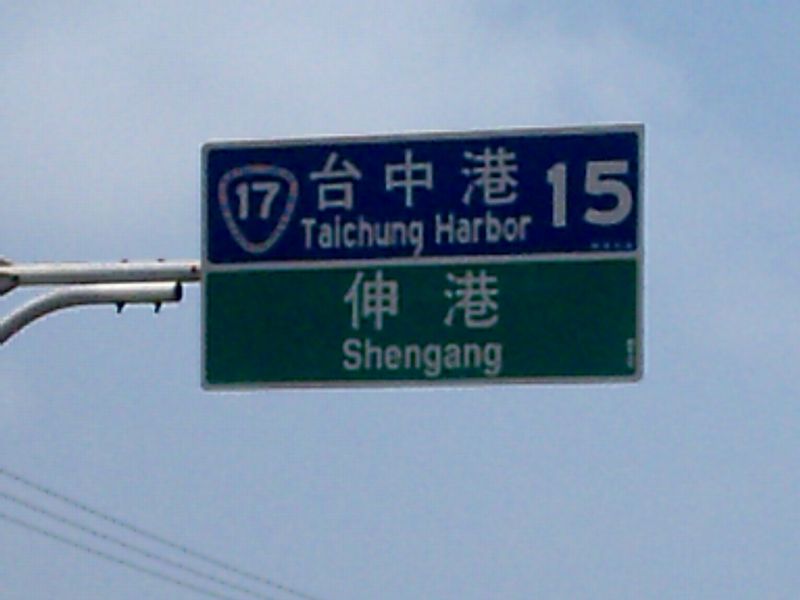 17 台中港 15
Taichung Harbor
伸港
Shengang